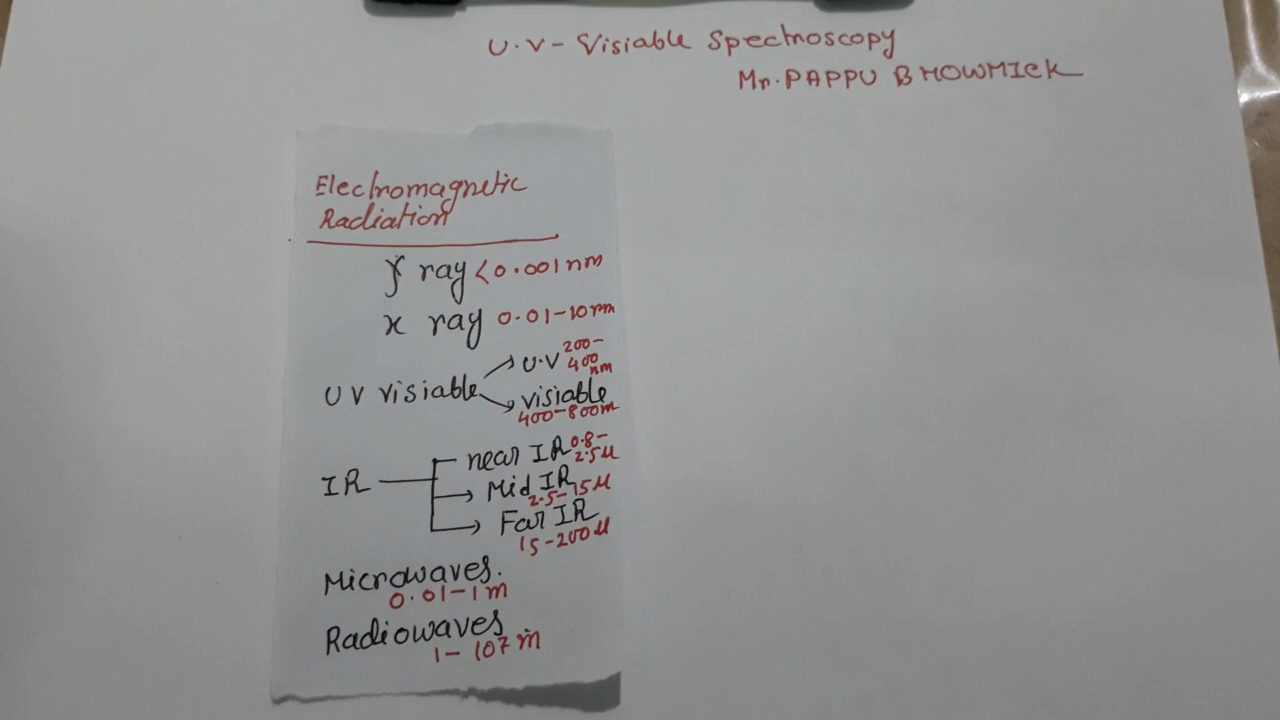 U.V- Visiable Spectroscopy
Mr. PAPPU BHOWMICK
Electromagnetic
Radiation
γ ray <0.001nm
x ray 0.01-10nm
UV visiable
U.V 200-
400
nm
visiable
400-800m
IR
near IR 0.8-
2.5μ
Mid IR
2.5-15μ
Far IR
15-200μ
Microwaves.
0.01-1m
Radiowaves
1-107m